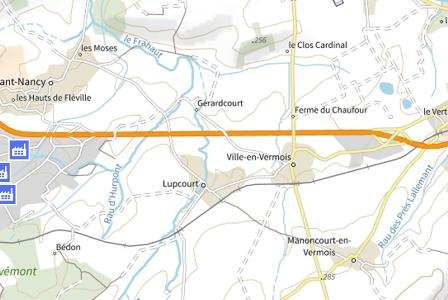 les Moses
le Frahaut
.256
le Clos Cardinal
ant-Nancy
les Hauts de Fléville
Gérardcourt
Ferme du Chaufour
le Vert
Ville-en-Vermois
Rau d'Hurpont
Lupcourt
Rau des Prés Lallemant
Bédon
Manoncourt-en-
Vermois
vémont
.285